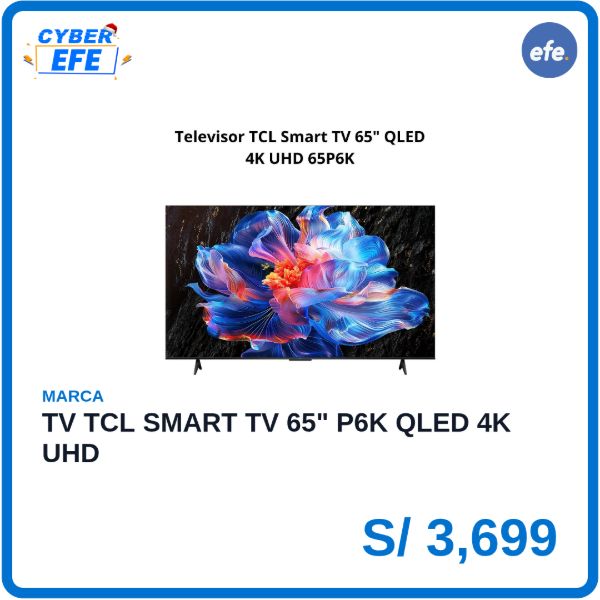 CYBER
EFE
efe.
Televisor TCL Smart TV 65" QLED
4K UHD 65P6K
MARCA
TV TCL SMART TV 65" P6K QLED 4K
UHD
S/ 3,699